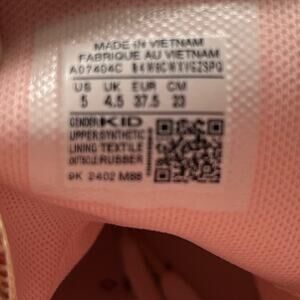 MADE IN VIETNAM
FABRIQUE AU VIETNAM
A07404C
US UK EUR CM
5 4.5 37.5 23
GENDER KID
UPPER SYNTHETIC
LINING TEXTILE
OUTSOLE RUBBER
9K 2402 M88